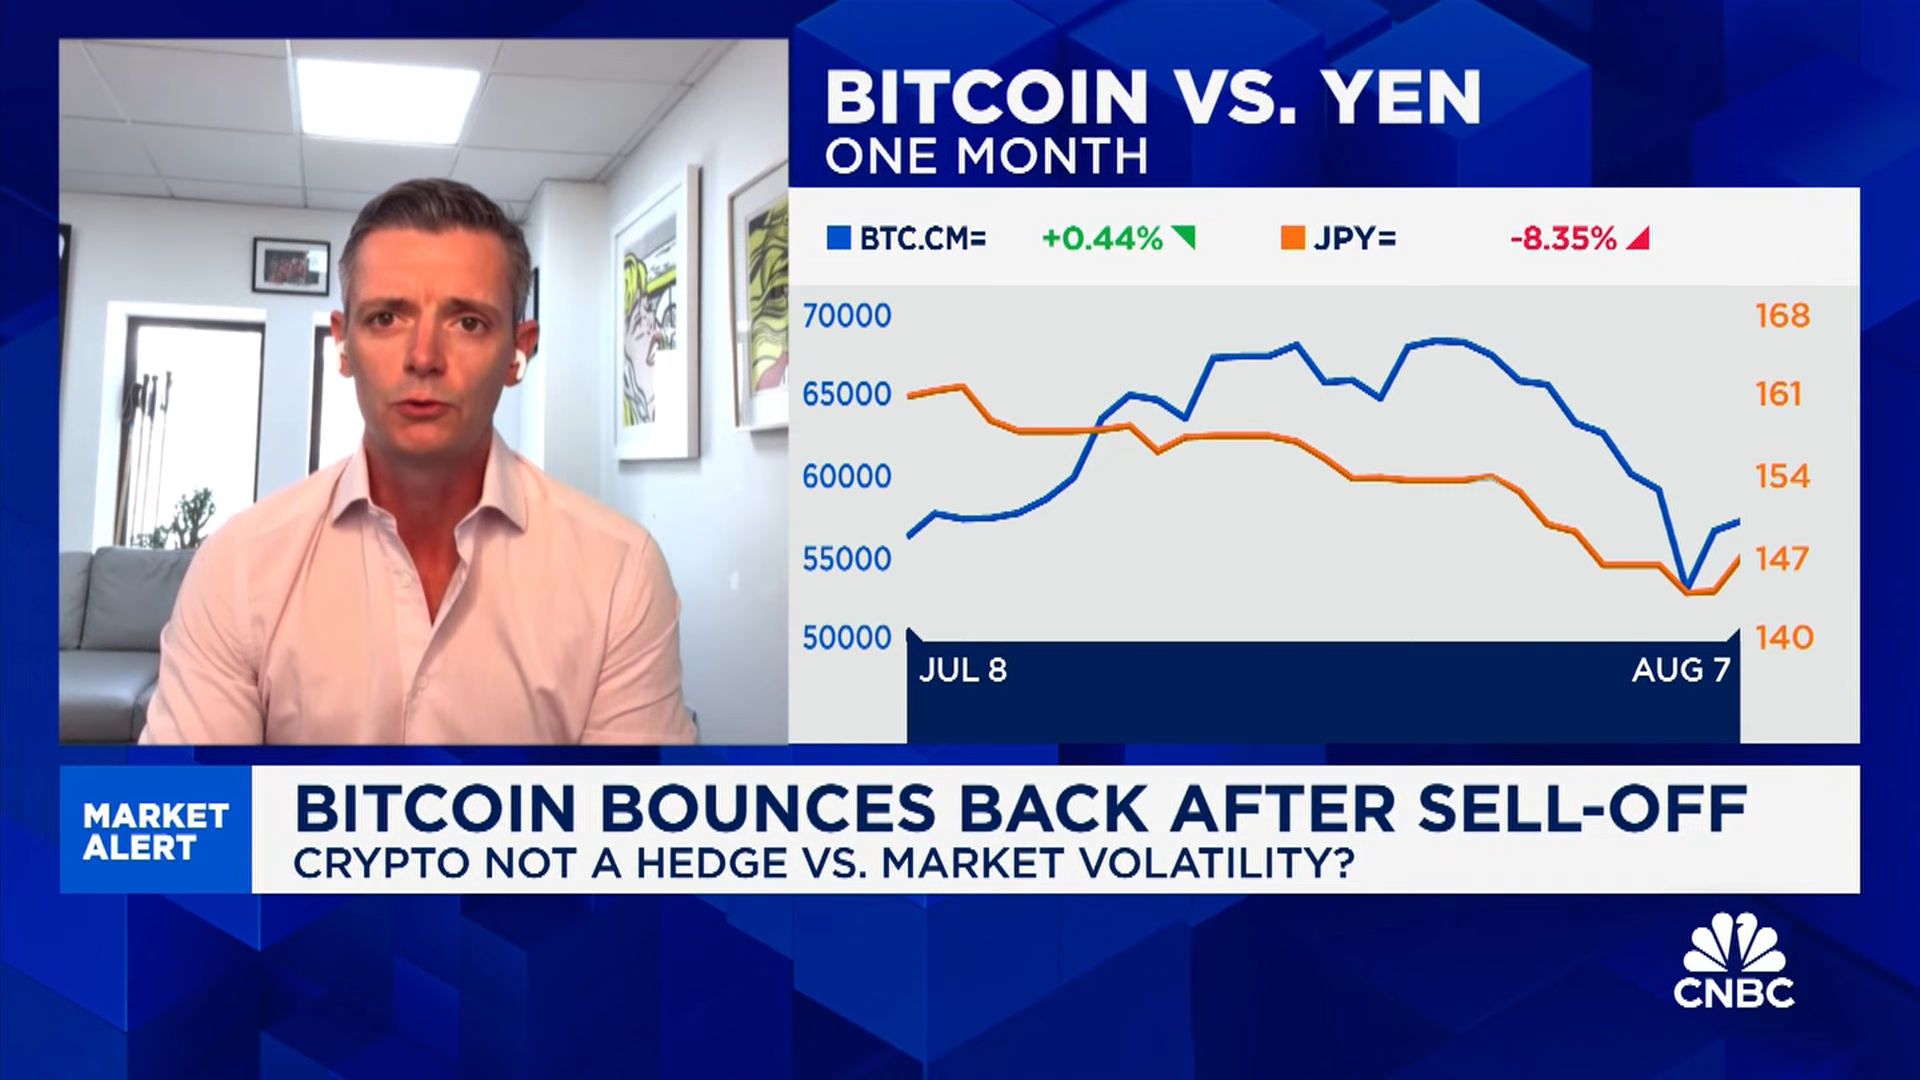 BITCOIN VS. YEN
ONE MONTH
BTC.CM= +0.44% JPY= -8.35%
70000 168
65000 161
60000 154
55000 147
50000 140
JUL 8 AUG 7
MARKET
ALERT
BITCOIN BOUNCES BACK AFTER SELL-OFF
CRYPTO NOT A HEDGE VS. MARKET VOLATILITY?
CNBC